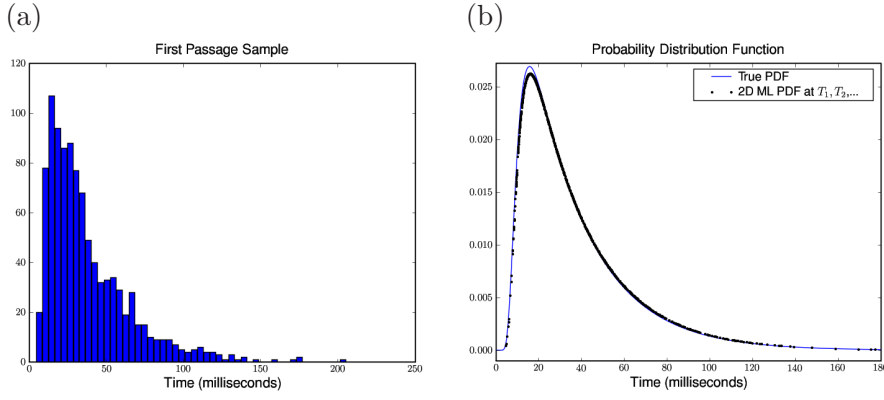 (a)
First Passage Sample
120
100
80
60
40
20
0
0 50 100 150 200 250
Time (milliseconds)
(b)
Probability Distribution Function
True PDF
2D ML PDF at T₁, T₂,...
0.025
0.020
0.015
0.010
0.005
0.000
0 20 40 60 80 100 120 140 160 180
Time (milliseconds)